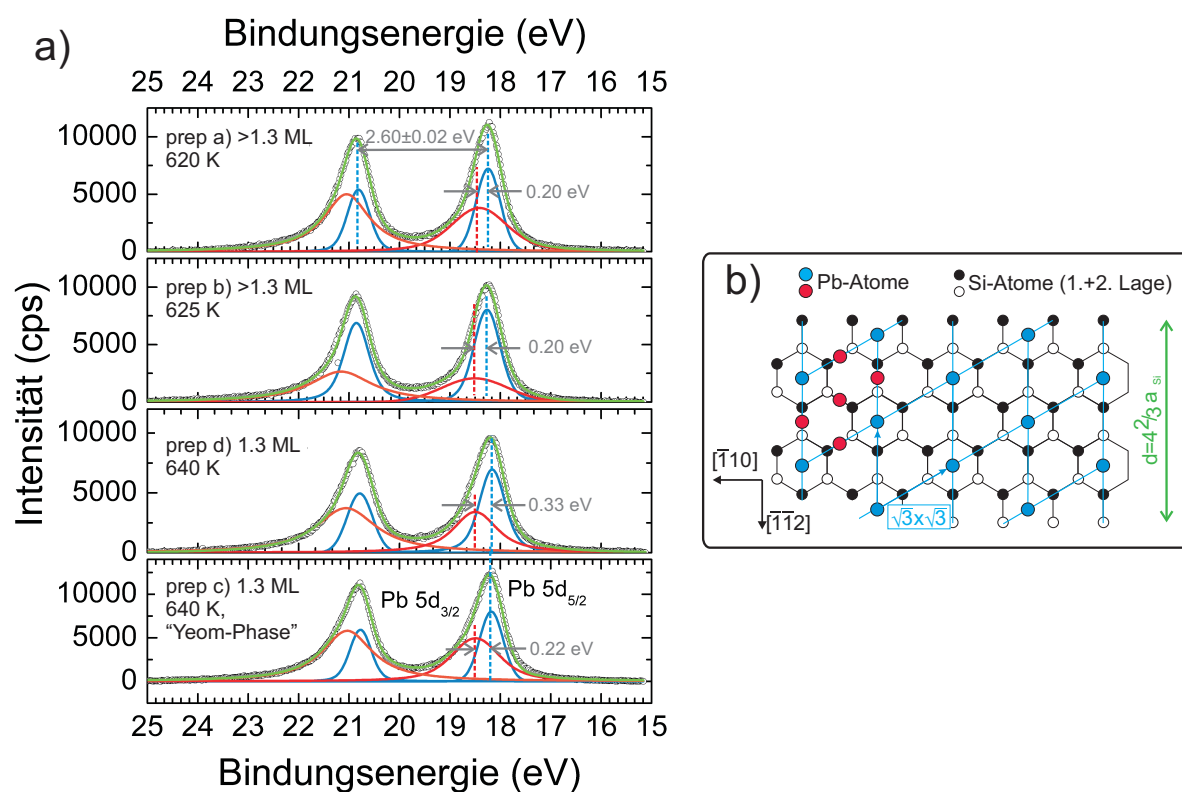 a)
Bindungsenergie (eV)
25 24 23 22 21 20 19 18 17 16 15
Intensität (cps)
10000
5000
0
prep a) >1.3 ML
620 K
2.60±0.02 eV
0.20 eV
10000
5000
0
prep b) >1.3 ML
625 K
0.20 eV
10000
5000
0
prep d) 1.3 ML
640 K
0.33 eV
10000
5000
0
prep c) 1.3 ML
640 K,
“Yeom-Phase”
Pb 5d3/2
Pb 5d5/2
0.22 eV
25 24 23 22 21 20 19 18 17 16 15
Bindungsenergie (eV)
b)
Pb-Atome
Si-Atome (1.+2. Lage)
[1̅10]
[1̅1̅2]
√3x√3
d=4 2/3 a si